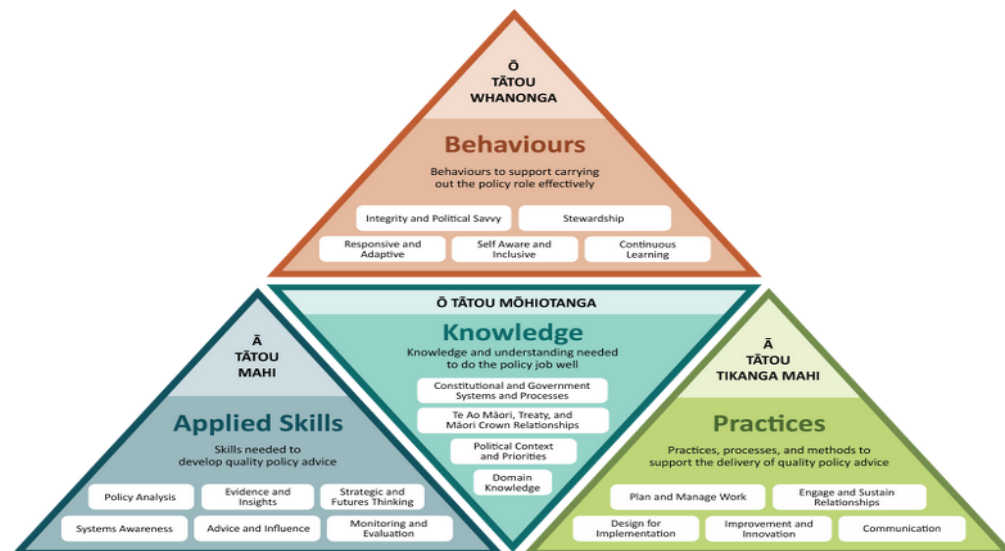 Ō
TĀTOU
WHANONGA
Behaviours
Behaviours to support carrying
out the policy role effectively
Integrity and Political Savvy
Stewardship
Responsive and
Adaptive
Self Aware and
Inclusive
Continuous
Learning
Ō TĀTOU MŌHIOTANGA
Knowledge
Knowledge and understanding needed
to do the policy job well
Constitutional and Government
Systems and Processes
Te Ao Māori, Treaty, and
Māori Crown Relationships
Political Context
and Priorities
Domain
Knowledge
Ā
TĀTOU
MAHI
Applied Skills
Skills needed to
develop quality policy advice
Policy Analysis
Evidence and
Insights
Strategic and
Futures Thinking
Systems Awareness
Advice and Influence
Monitoring and
Evaluation
Ā
TĀTOU
TIKANGA MAHI
Practices
Practices, processes, and methods to
support the delivery of quality policy advice
Plan and Manage Work
Engage and Sustain
Relationships
Design for
Implementation
Improvement and
Innovation
Communication